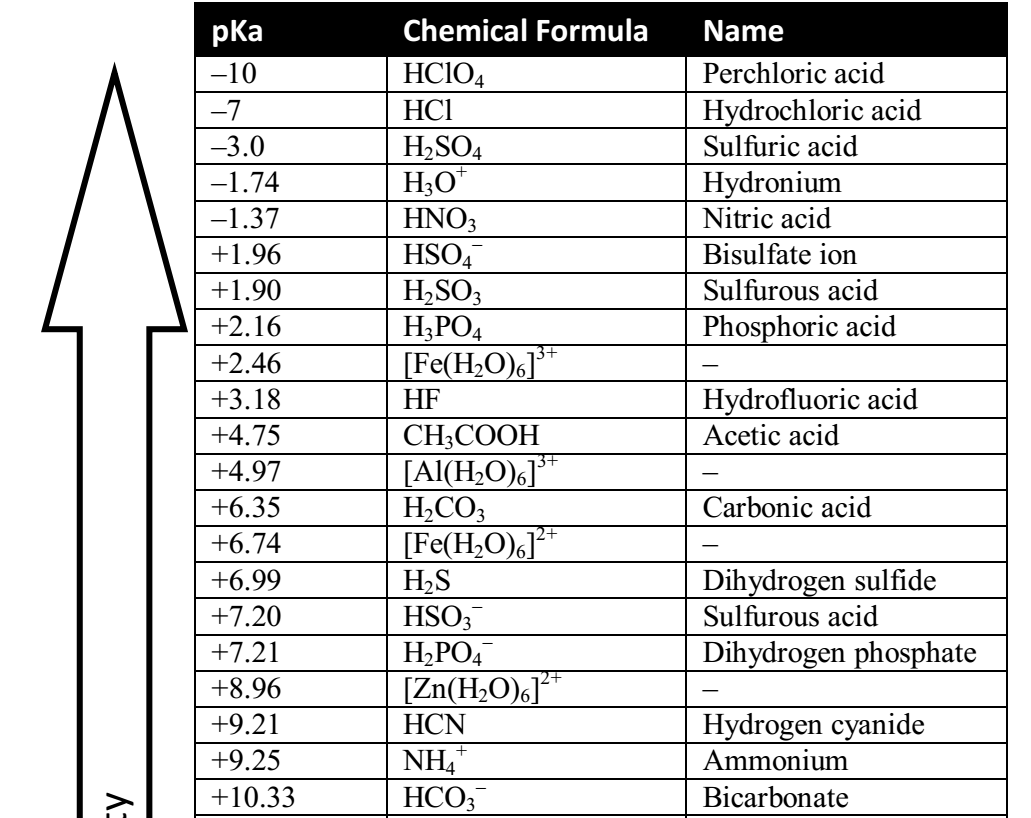 pKa Chemical Formula Name
–10 HClO₄ Perchloric acid
–7 HCl Hydrochloric acid
–3.0 H₂SO₄ Sulfuric acid
–1.74 H₃O⁺ Hydronium
–1.37 HNO₃ Nitric acid
+1.96 HSO₄⁻ Bisulfate ion
+1.90 H₂SO₃ Sulfurous acid
+2.16 H₃PO₄ Phosphoric acid
+2.46 [Fe(H₂O)₆]³⁺ –
+3.18 HF Hydrofluoric acid
+4.75 CH₃COOH Acetic acid
+4.97 [Al(H₂O)₆]³⁺ –
+6.35 H₂CO₃ Carbonic acid
+6.74 [Fe(H₂O)₆]²⁺ –
+6.99 H₂S Dihydrogen sulfide
+7.20 HSO₃⁻ Sulfurous acid
+7.21 H₂PO₄⁻ Dihydrogen phosphate
+8.96 [Zn(H₂O)₆]²⁺ –
+9.21 HCN Hydrogen cyanide
+9.25 NH₄⁺ Ammonium
+10.33 HCO₃⁻ Bicarbonate